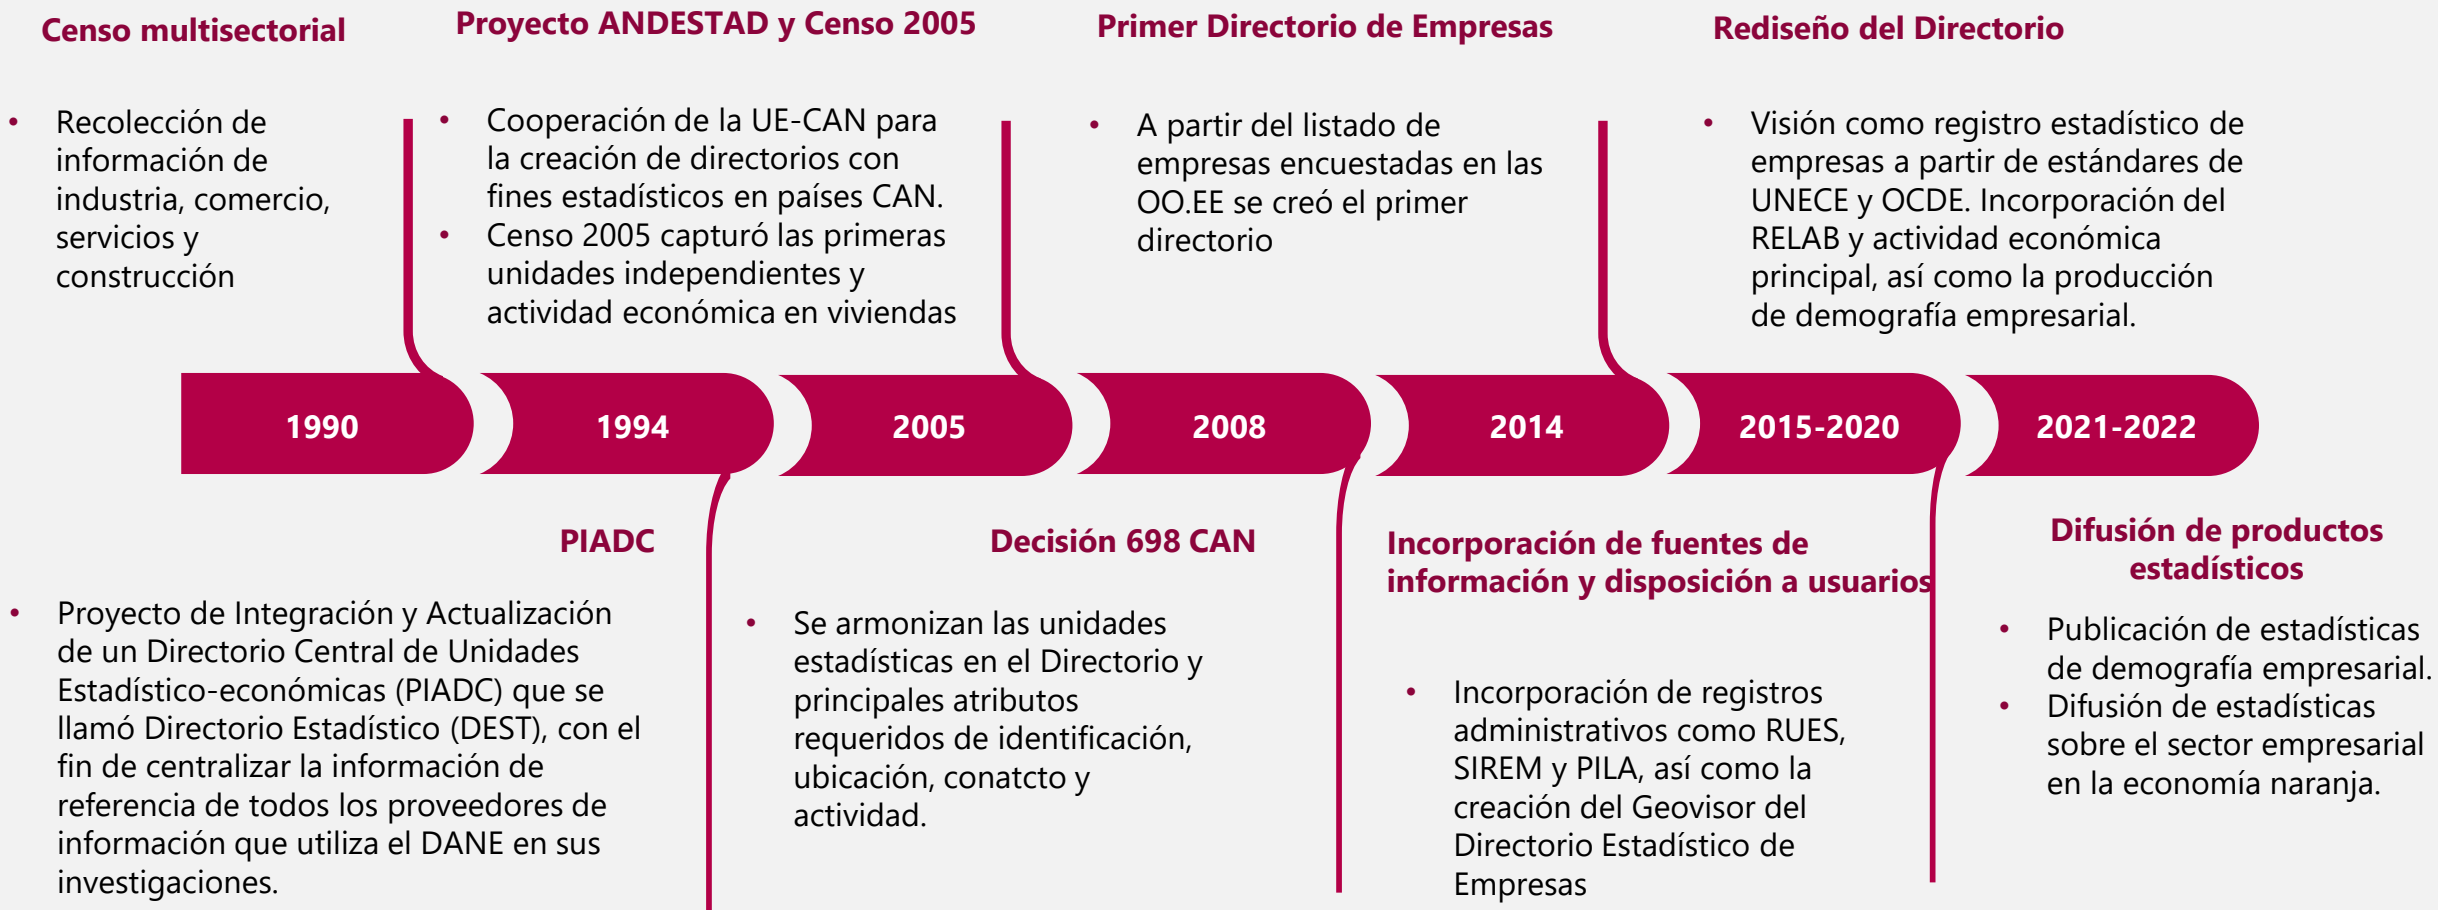 Censo multisectorial
• Recolección de
información de
industria, comercio,
servicios y
construcción
Proyecto ANDESTAD y Censo 2005
• Cooperación de la UE-CAN para
la creación de directorios con
fines estadísticos en países CAN.
• Censo 2005 capturó las primeras
unidades independientes y
actividad económica en viviendas
Primer Directorio de Empresas
• A partir del listado de
empresas encuestadas en las
OO.EE se creó el primer
directorio
Rediseño del Directorio
• Visión como registro estadístico de
empresas a partir de estándares de
UNECE y OCDE. Incorporación del
RELAB y actividad económica
principal, así como la producción
de demografía empresarial.
1990
1994
2005
2008
2014
2015-2020
2021-2022
PIADC
• Proyecto de Integración y Actualización
de un Directorio Central de Unidades
Estadístico-económicas (PIADC) que se
llamó Directorio Estadístico (DEST), con el
fin de centralizar la información de
referencia de todos los proveedores de
información que utiliza el DANE en sus
investigaciones.
Decisión 698 CAN
• Se armonizan las unidades
estadísticas en el Directorio y
principales atributos
requeridos de identificación,
ubicación, conatcto y
actividad.
Incorporación de fuentes de
información y disposición a usuarios
• Incorporación de registros
administrativos como RUES,
SIREM y PILA, así como la
creación del Geovisor del
Directorio Estadístico de
Empresas
Difusión de productos
estadísticos
• Publicación de estadísticas
de demografía empresarial.
• Difusión de estadísticas
sobre el sector empresarial
en la economía naranja.